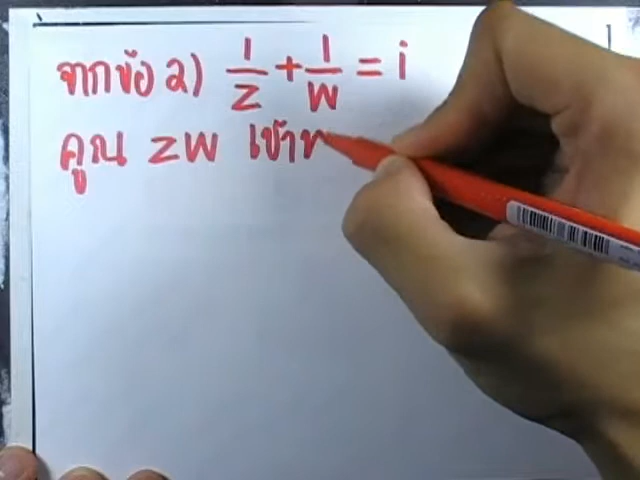 จากข้อ 2) 1/z + 1/w = i
คูณ zw เข้า